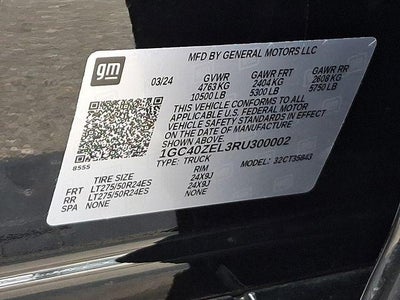 gm
MFD BY GENERAL MOTORS LLC
03/24 GVWR GAWR FRT GAWR RR
4763 KG 2404 KG 2608 KG
10500 LB 5300 LB 5750 LB
THIS VEHICLE CONFORMS TO ALL
APPLICABLE U.S. FEDERAL MOTOR
VEHICLE SAFETY STANDARDS IN EFFECT
ON THE DATE OF MANUFACTURE
SHOWN ABOVE.
1GC40ZEL3RU300002
8555 TYPE: TRUCK MODEL: 32CT35843
TIRE SIZE RIM
FRT LT275/50R24ES 24X9J
RR LT275/50R24ES 24X9J
SPA NONE NONE